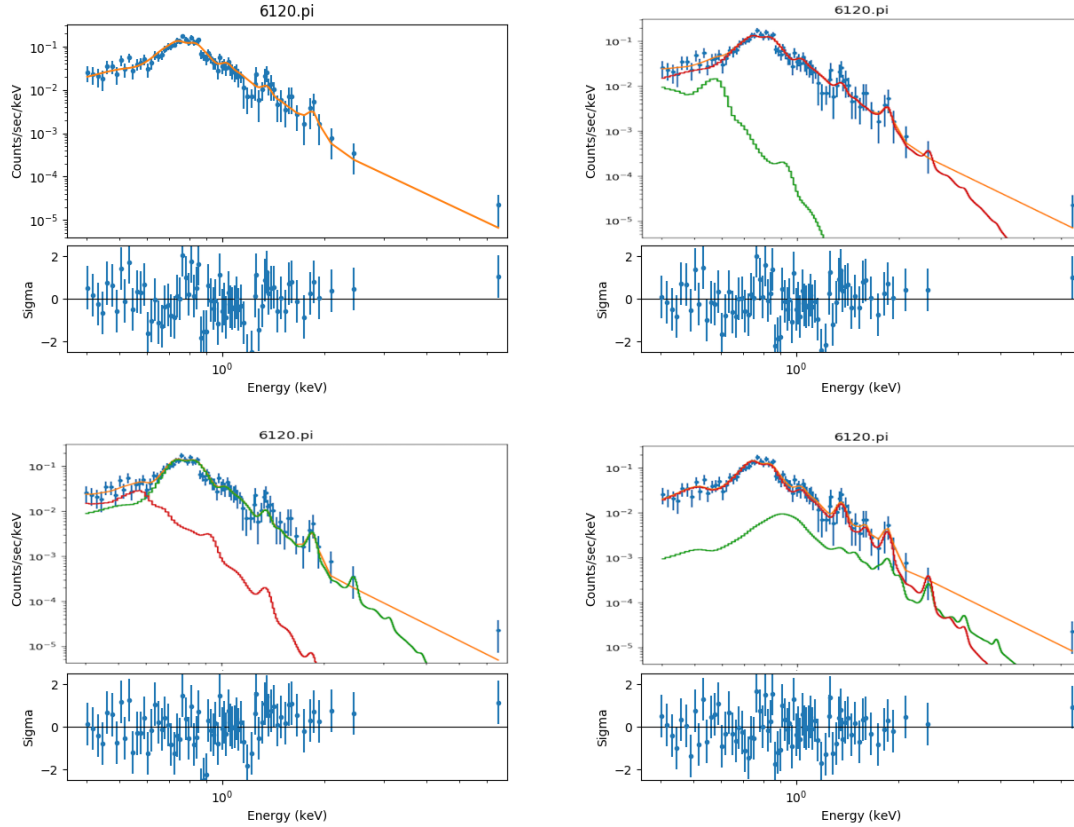 6120.pi
Counts/sec/keV
10⁻¹
10⁻²
10⁻³
10⁻⁴
10⁻⁵
Sigma
2
0
−2
10⁰
Energy (keV)
6120.pi
Counts/sec/keV
10⁻¹
10⁻²
10⁻³
10⁻⁴
10⁻⁵
Sigma
2
0
−2
10⁰
Energy (keV)
6120.pi
Counts/sec/keV
10⁻¹
10⁻²
10⁻³
10⁻⁴
10⁻⁵
Sigma
2
0
−2
10⁰
Energy (keV)
6120.pi
Counts/sec/keV
10⁻¹
10⁻²
10⁻³
10⁻⁴
10⁻⁵
Sigma
2
0
−2
10⁰
Energy (keV)